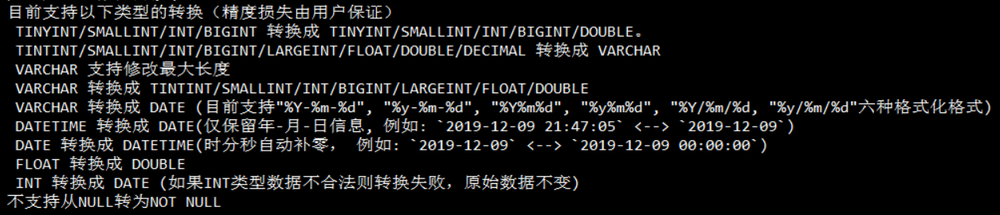 目前支持以下类型的转换（精度损失由用户保证）
TINYINT/SMALLINT/INT/BIGINT 转换成 TINYINT/SMALLINT/INT/BIGINT/DOUBLE。
TINTINT/SMALLINT/INT/BIGINT/LARGEINT/FLOAT/DOUBLE/DECIMAL 转换成 VARCHAR
VARCHAR 支持修改最大长度
VARCHAR 转换成 TINTINT/SMALLINT/INT/BIGINT/LARGEINT/FLOAT/DOUBLE
VARCHAR 转换成 DATE (目前支持"%Y-%m-%d", "%y-%m-%d", "%Y%m%d", "%y%m%d", "%Y/%m/%d, "%y/%m/%d"六种格式化格式)
DATETIME 转换成 DATE(仅保留年-月-日信息, 例如: `2019-12-09 21:47:05` <--> `2019-12-09`)
DATE 转换成 DATETIME(时分秒自动补零， 例如: `2019-12-09` <--> `2019-12-09 00:00:00`)
FLOAT 转换成 DOUBLE
INT 转换成 DATE (如果INT类型数据不合法则转换失败，原始数据不变)
不支持从NULL转为NOT NULL